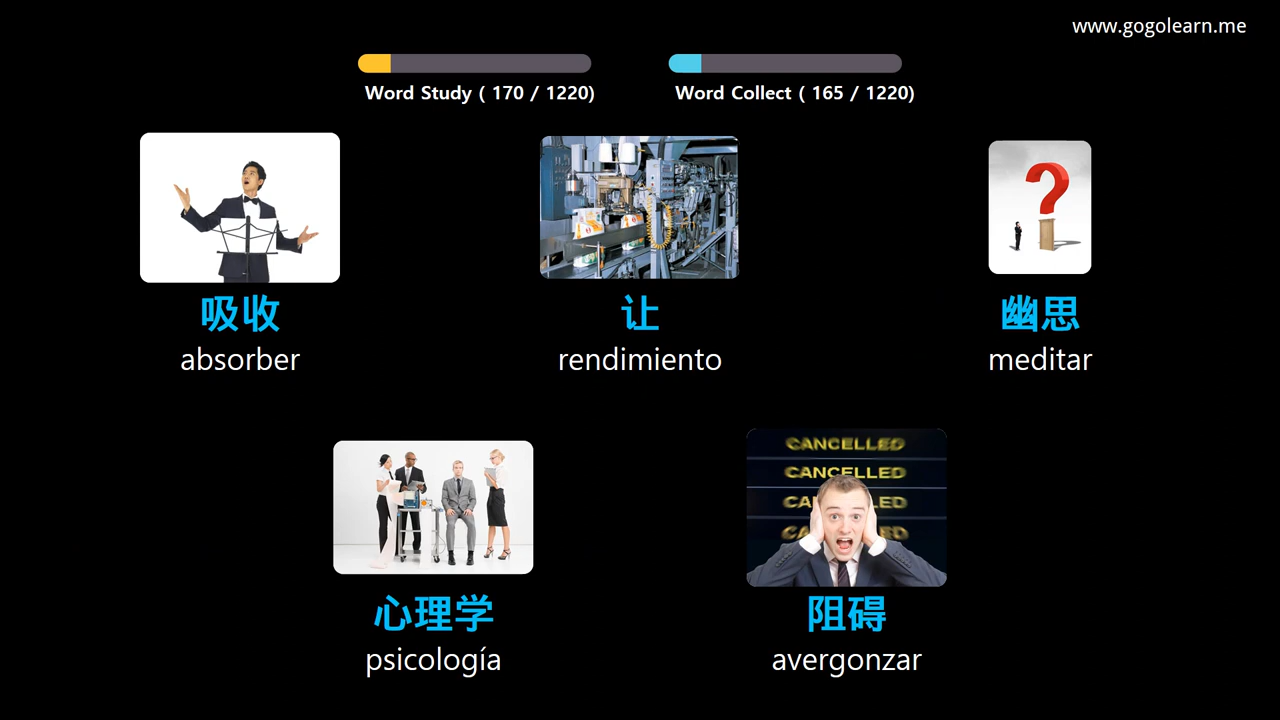 www.gogolearn.me
Word Study ( 170 / 1220)
Word Collect ( 165 / 1220)
吸收
absorber
让
rendimiento
幽思
meditar
CANCELLED
CANCELLED
心理学
psicología
阻碍
avergonzar